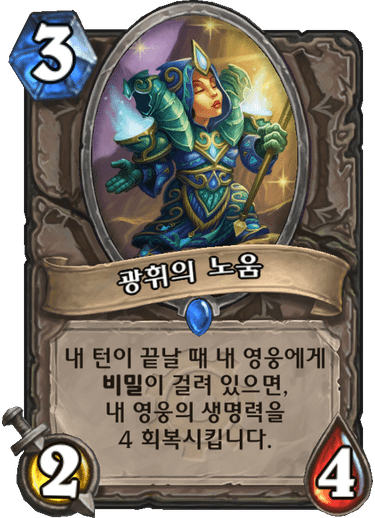 3
광휘의 노움
내 턴이 끝날 때 내 영웅에게
비밀이 걸려 있으면,
내 영웅의 생명력을
4 회복시킵니다.
2
4